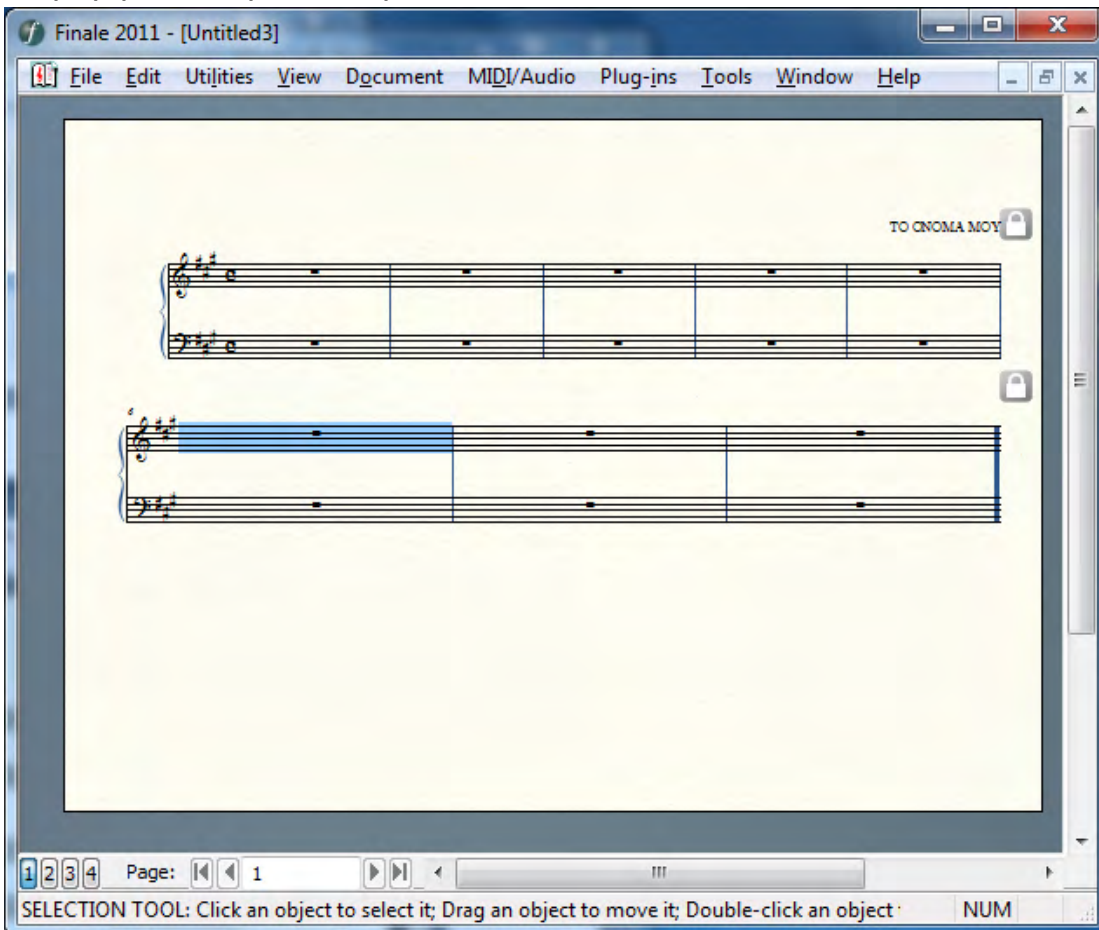 Finale 2011 - [Untitled3]
File Edit Utilities View Document MIDI/Audio Plug-ins Tools Window Help
ΤΟ ΟΝΟΜΑ ΜΟΥ
6
1 2 3 4 Page: 1
SELECTION TOOL: Click an object to select it; Drag an object to move it; Double-click an object NUM